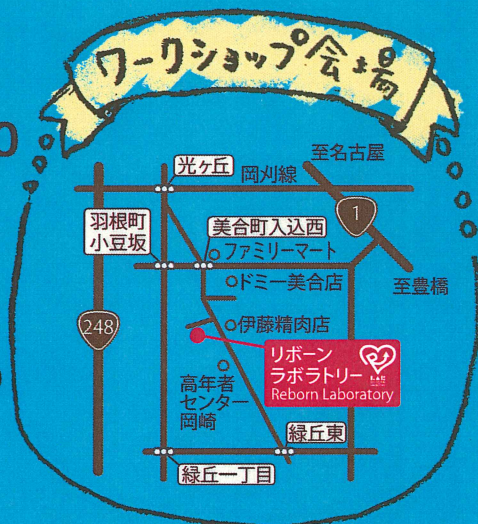 ワークショップ会場
光ヶ丘
岡刈線
至名古屋
1
羽根町
小豆坂
美合町入込西
ファミリーマート
ドミー美合店
至豊橋
248
伊藤精肉店
リボーン
ラボラトリー
Reborn Laboratory
高年者
センター
岡崎
緑丘東
緑丘一丁目